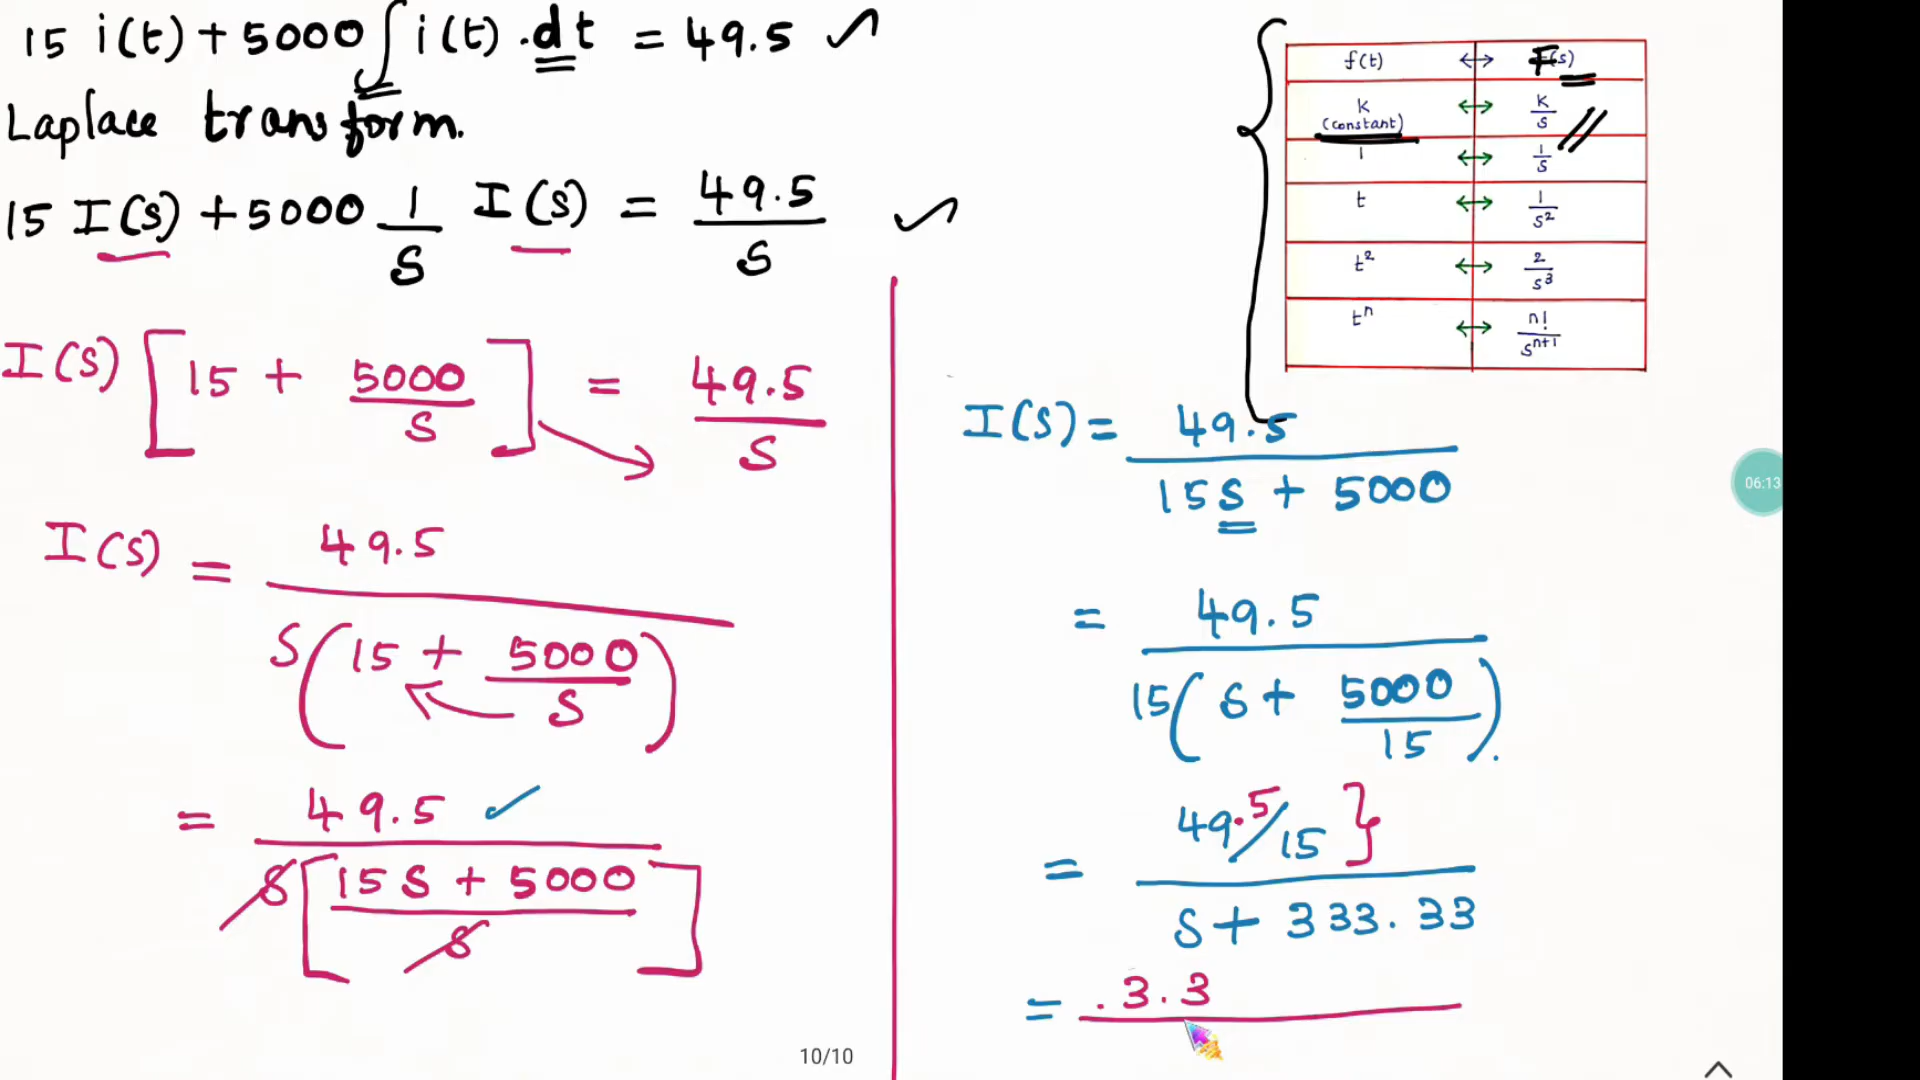 15 i(t) + 5000 ∫ i(t) . dt = 49.5 ✓
Laplace transform.
15 I(s) + 5000 1/s I(s) = 49.5/s ✓
I(s) [15 + 5000/s] = 49.5/s
I(s) = 49.5 / s(15 + 5000/s)
= 49.5 ✓ / s[15s + 5000 / s]
10/10
f(t) ↔ F(s)
k (constant) ↔ k/s
1 ↔ 1/s
t ↔ 1/s²
t² ↔ 2/s³
tⁿ ↔ n!/sⁿ⁺¹
I(s) = 49.5 / 15s + 5000
= 49.5 / 15(s + 5000/15).
= 49.5/15 } / s + 333.33
= .3.3
06:13